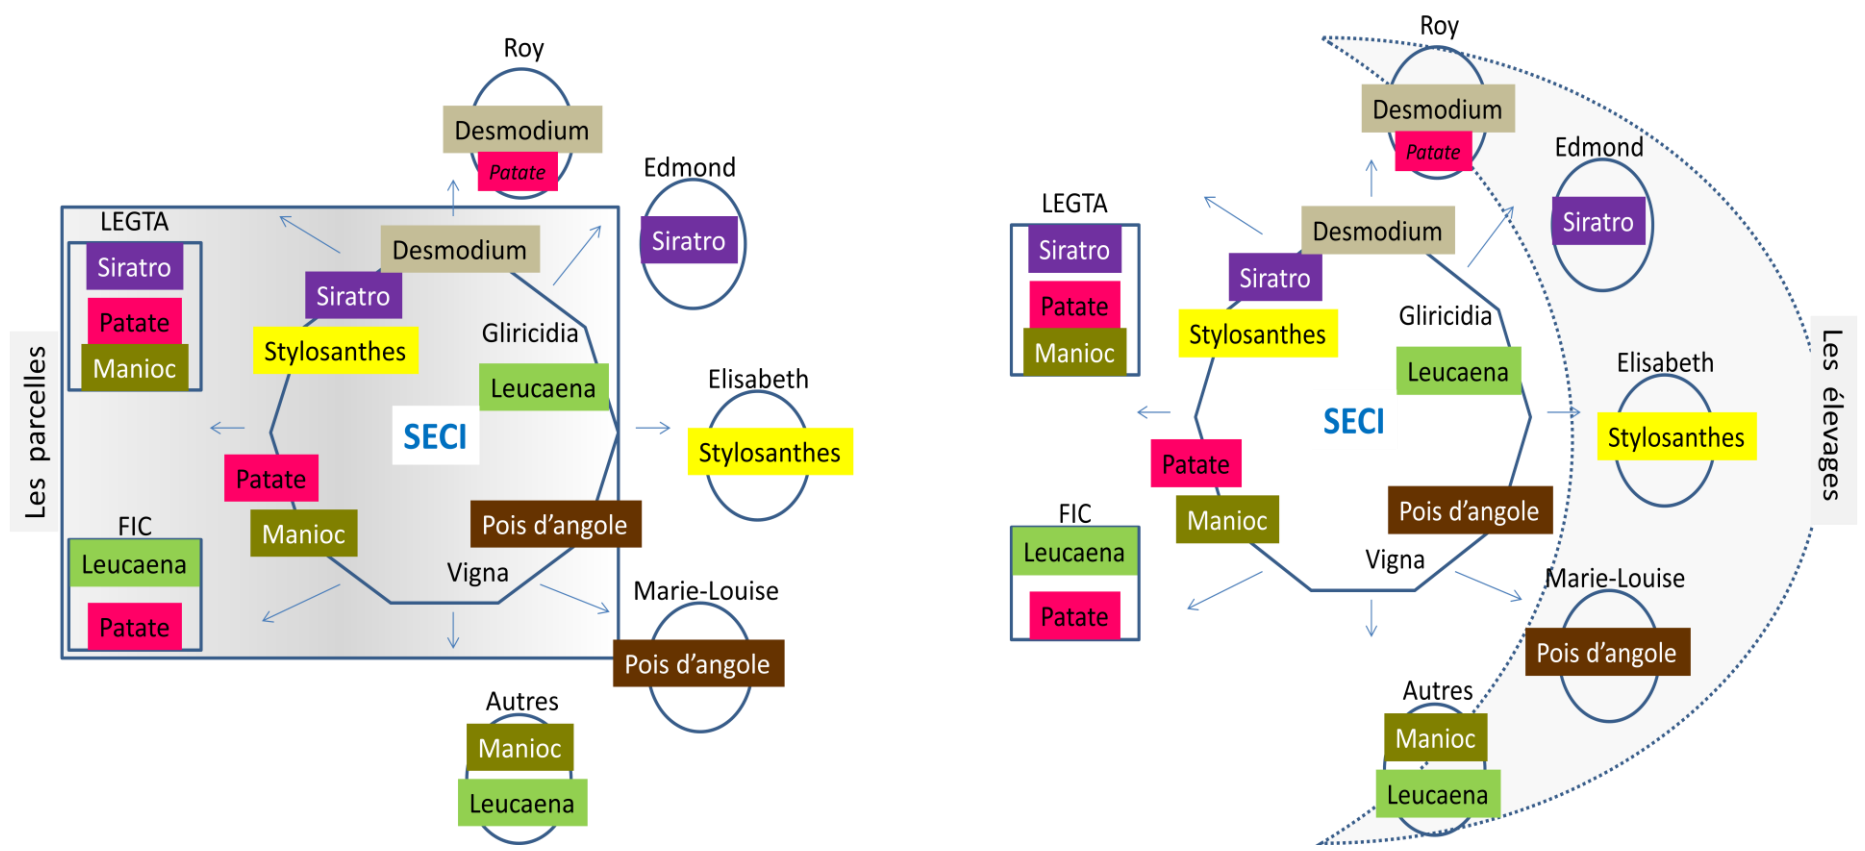 Roy
Desmodium
Patate
Edmond
Siratro
LEGTA
Siratro
Patate
Manioc
Desmodium
Siratro
Stylosanthes
Gliricidia
Leucaena
Les parcelles
SECI
Elisabeth
Stylosanthes
Patate
Manioc
Pois d’angole
Vigna
FIC
Leucaena
Patate
Marie-Louise
Pois d’angole
Autres
Manioc
Leucaena
Roy
Desmodium
Patate
Edmond
Siratro
LEGTA
Siratro
Patate
Manioc
Desmodium
Siratro
Stylosanthes
Gliricidia
Leucaena
SECI
Elisabeth
Stylosanthes
Les élevages
Patate
Manioc
Pois d’angole
Vigna
FIC
Leucaena
Patate
Marie-Louise
Pois d’angole
Autres
Manioc
Leucaena